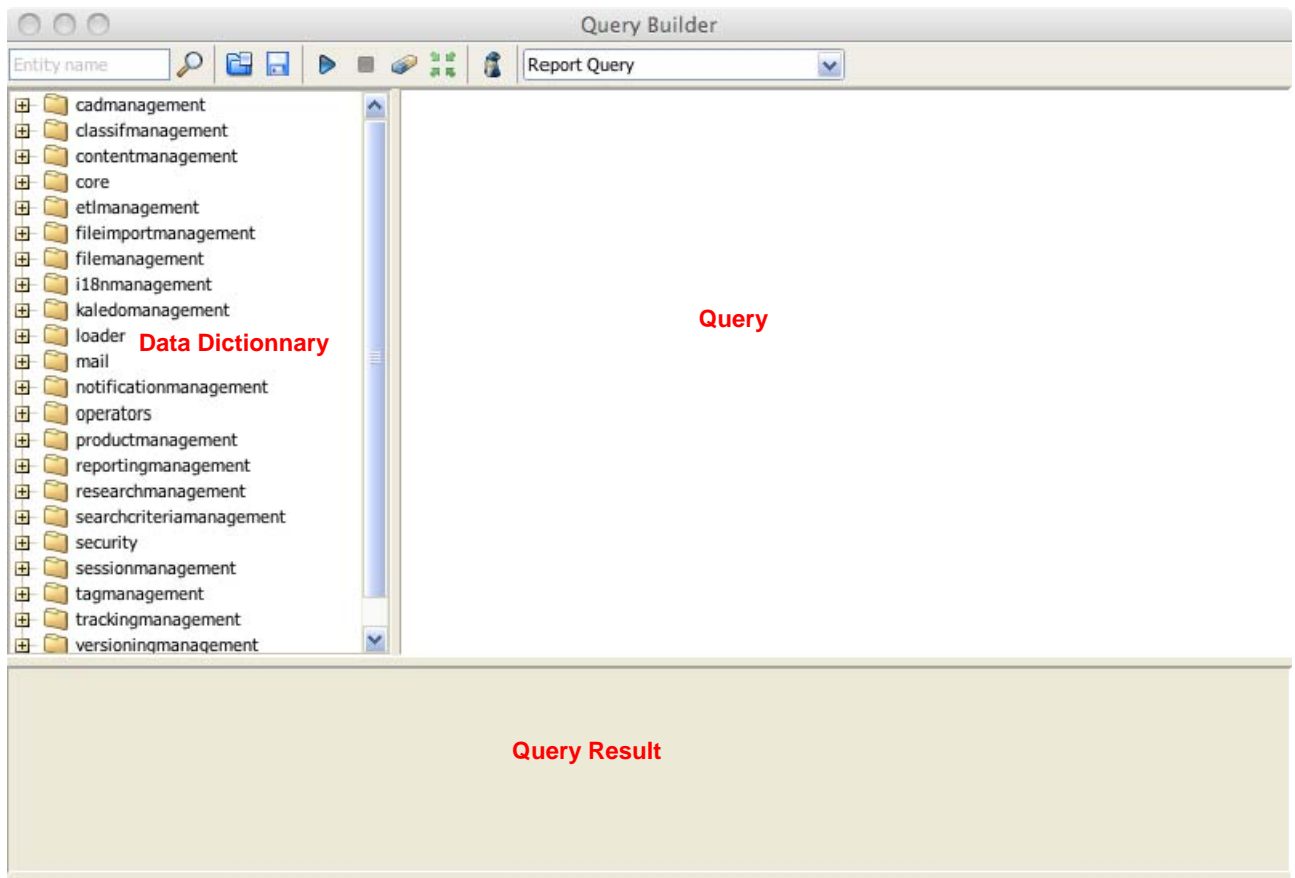 Query Builder
Entity name
Report Query
cadmanagement
classifmanagement
contentmanagement
core
etlmanagement
fileimportmanagement
filemanagement
i18nmanagement
kaledomanagement
loader
Data Dictionnary
mail
notificationmanagement
operators
productmanagement
reportingmanagement
researchmanagement
searchcriteriamanagement
security
sessionmanagement
tagmanagement
trackingmanagement
versioningmanagement
Query
Query Result